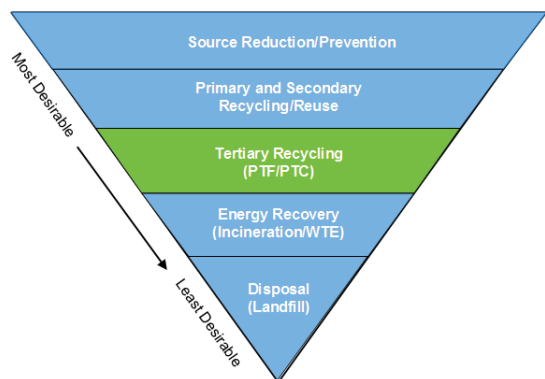 Source Reduction/Prevention
Most Desirable
Primary and Secondary
Recycling/Reuse
Tertiary Recycling
(PTF/PTC)
Energy Recovery
(Incineration/WTE)
Least Desirable
Disposal
(Landfill)